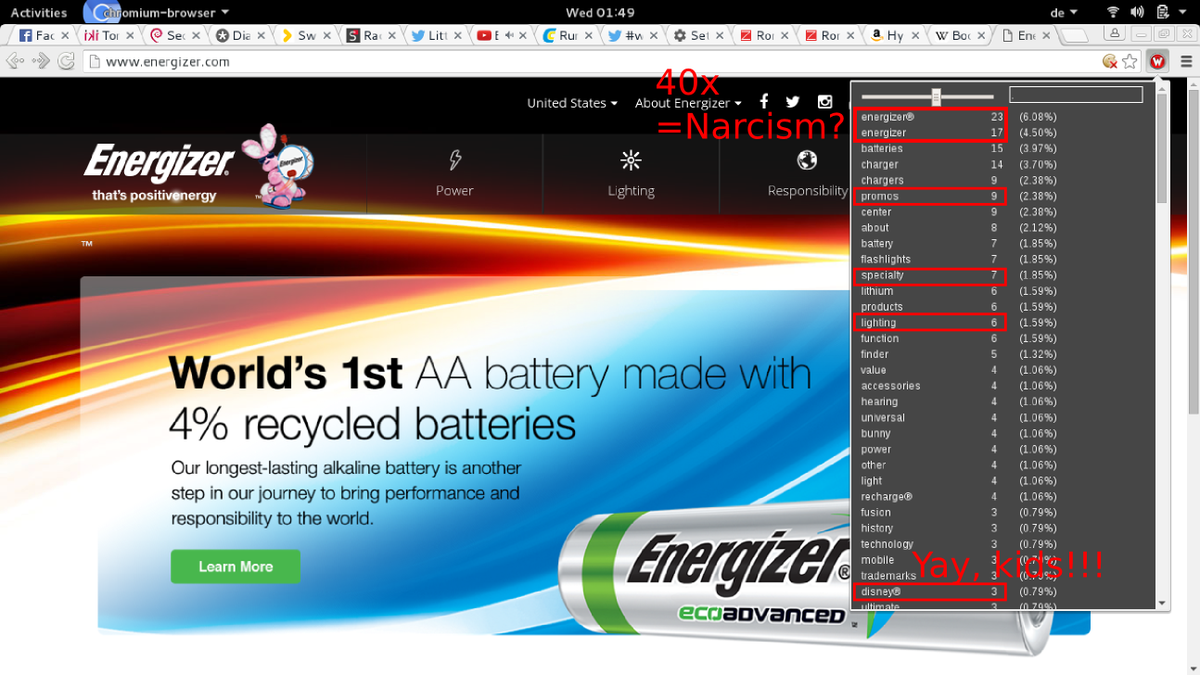 Activities chromium-browser Wed 01:49 de
Fac iki Tor Sec Dia Sw Rac Litt E Rur #w Set Ror Ror Hy Boc Ene
www.energizer.com
40x
=Narcism?
United States About Energizer
Energizer
that's positivenergy
™
Power
Lighting
Responsibility
World's 1st AA battery made with
4% recycled batteries
Our longest-lasting alkaline battery is another
step in our journey to bring performance and
responsibility to the world.
Learn More
Energizer®
ecoADVANCED
energizer® 23 (6.08%)
energizer 17 (4.50%)
batteries 15 (3.97%)
charger 14 (3.70%)
chargers 9 (2.38%)
promos 9 (2.38%)
center 9 (2.38%)
about 8 (2.12%)
battery 7 (1.85%)
flashlights 7 (1.85%)
specialty 7 (1.85%)
lithium 6 (1.59%)
products 6 (1.59%)
lighting 6 (1.59%)
function 6 (1.59%)
finder 5 (1.32%)
value 4 (1.06%)
accessories 4 (1.06%)
hearing 4 (1.06%)
universal 4 (1.06%)
bunny 4 (1.06%)
power 4 (1.06%)
other 4 (1.06%)
light 4 (1.06%)
recharge® 4 (1.06%)
fusion 3 (0.79%)
history 3 (0.79%)
technology 3 (0.79%)
mobile 3
Yay, kids!!!
trademarks 3 (0.79%)
disney® 3 (0.79%)
ultimate 3 (0.79%)